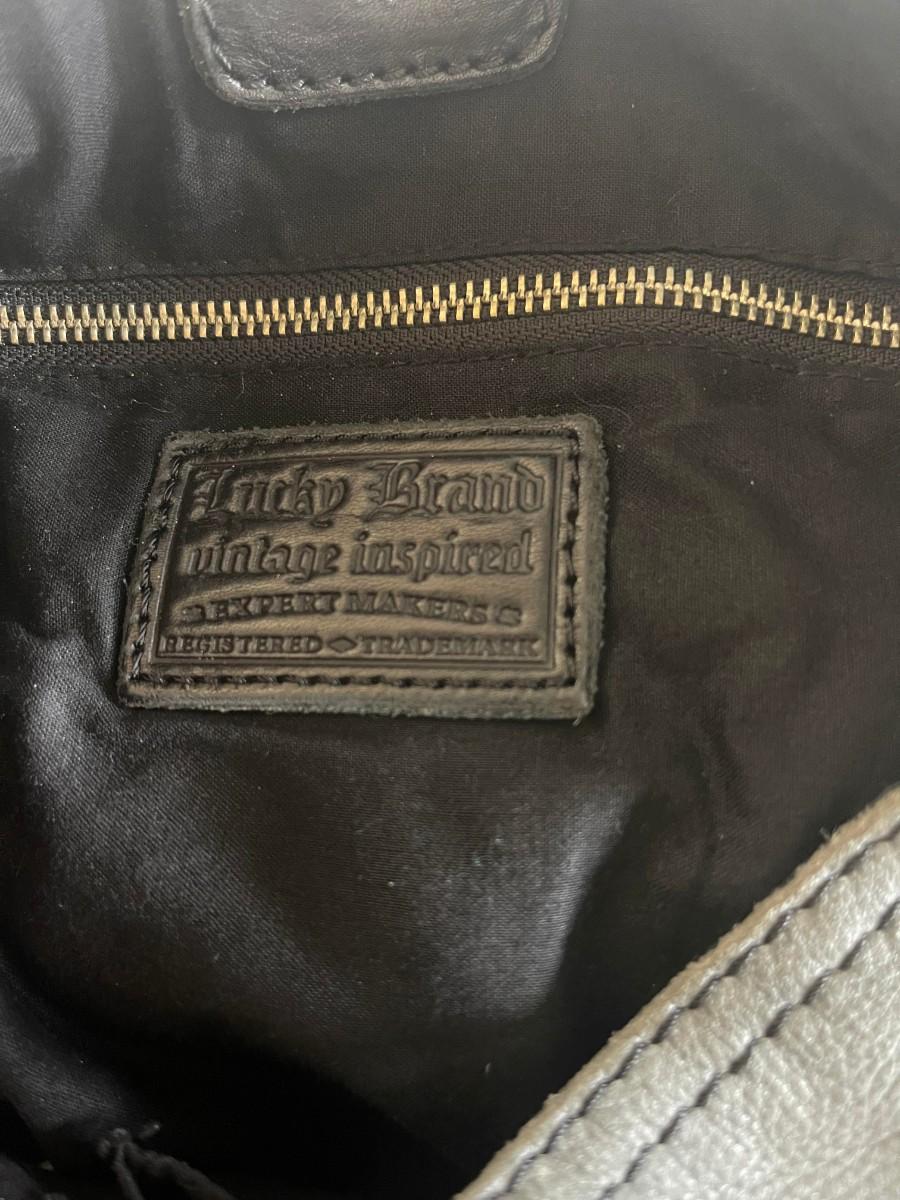 Lucky Brand
vintage inspired
EXPERT MAKERS
REGISTERED TRADEMARK